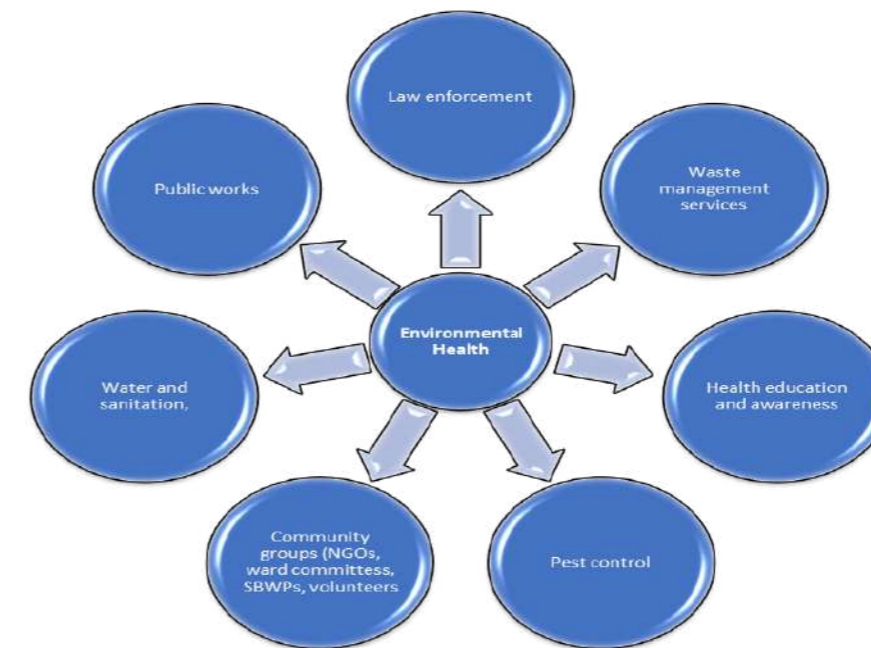 Law enforcement
Waste
management
services
Health education
and awareness
Pest control
Community
groups (NGOs,
ward committess,
SBWPs, volunteers
Water and
sanitation,
Public works
Environmental
Health